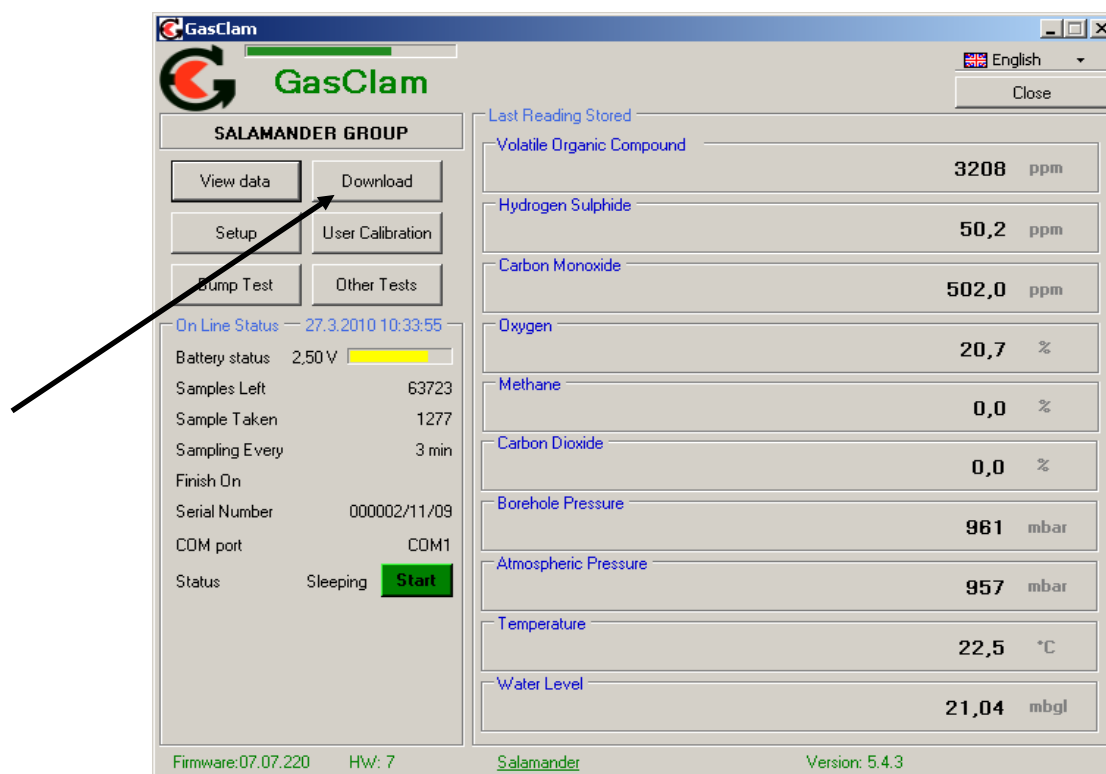 GasClam
GasClam
English
Close
SALAMANDER GROUP
View data
Download
Setup
User Calibration
Bump Test
Other Tests
On Line Status 27.3.2010 10:33:55
Battery status 2,50 V
Samples Left 63723
Sample Taken 1277
Sampling Every 3 min
Finish On
Serial Number 000002/11/09
COM port COM1
Status Sleeping Start
Last Reading Stored
Volatile Organic Compound
3208 ppm
Hydrogen Sulphide
50,2 ppm
Carbon Monoxide
502,0 ppm
Oxygen
20,7 %
Methane
0,0 %
Carbon Dioxide
0,0 %
Borehole Pressure
961 mbar
Atmospheric Pressure
957 mbar
Temperature
22,5 °C
Water Level
21,04 mbgl
Firmware:07.07.220 HW: 7 Salamander Version: 5.4.3